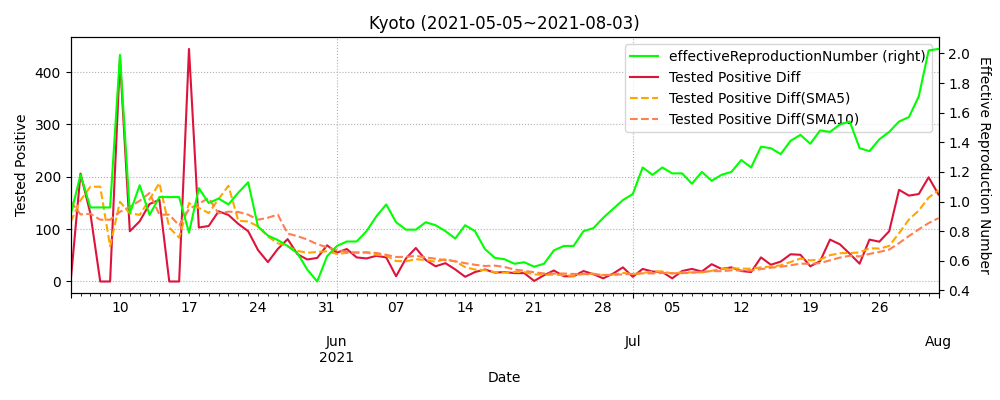 Kyoto (2021-05-05~2021-08-03)
effectiveReproductionNumber (right)
Tested Positive Diff
Tested Positive Diff(SMA5)
Tested Positive Diff(SMA10)
Tested Positive
400
300
200
100
0
2.0
1.8
1.6
1.4
1.2
1.0
0.8
0.6
0.4
Effective Reproduction Number
10 17 24 31 07 14 21 28 05 12 19 26
Jun Jul Aug
2021
Date